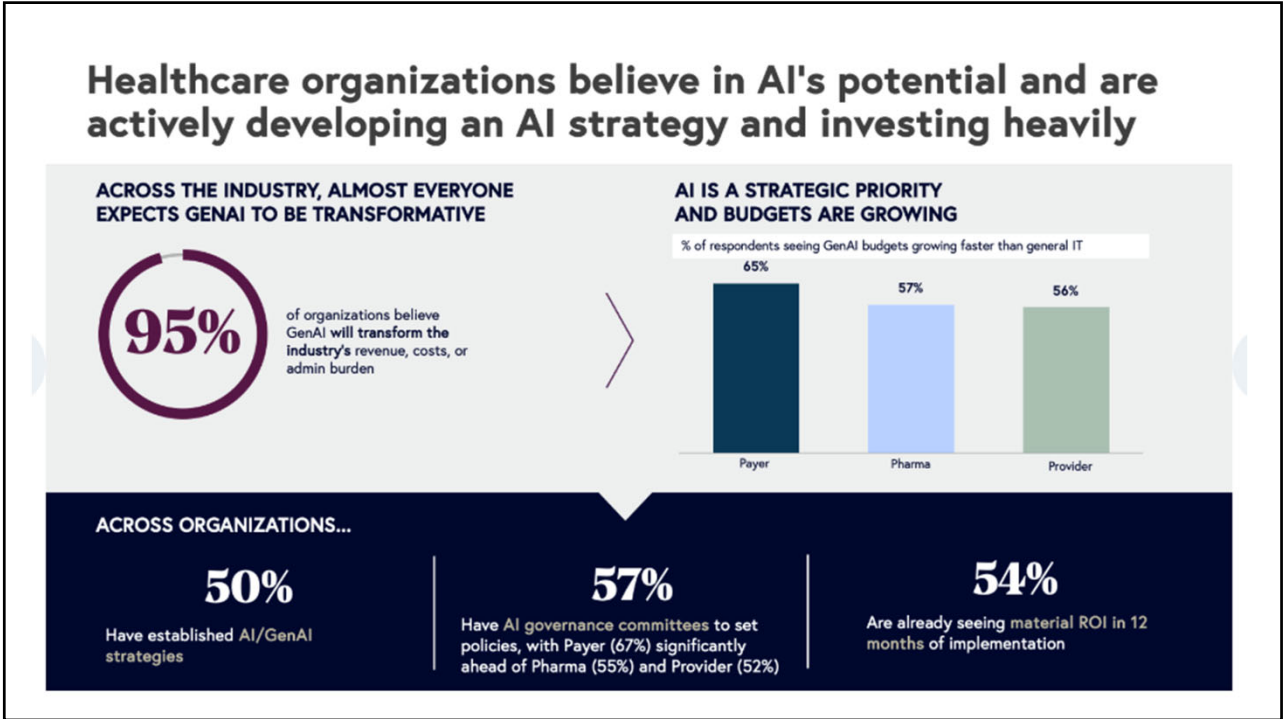 Healthcare organizations believe in AI's potential and are
actively developing an AI strategy and investing heavily
ACROSS THE INDUSTRY, ALMOST EVERYONE
EXPECTS GENAI TO BE TRANSFORMATIVE
95%
of organizations believe
GenAI will transform the
industry's revenue, costs, or
admin burden
AI IS A STRATEGIC PRIORITY
AND BUDGETS ARE GROWING
% of respondents seeing GenAI budgets growing faster than general IT
65%
57%
56%
Payer
Pharma
Provider
ACROSS ORGANIZATIONS...
50%
Have established AI/GenAI
strategies
57%
Have AI governance committees to set
policies, with Payer (67%) significantly
ahead of Pharma (55%) and Provider (52%)
54%
Are already seeing material ROI in 12
months of implementation